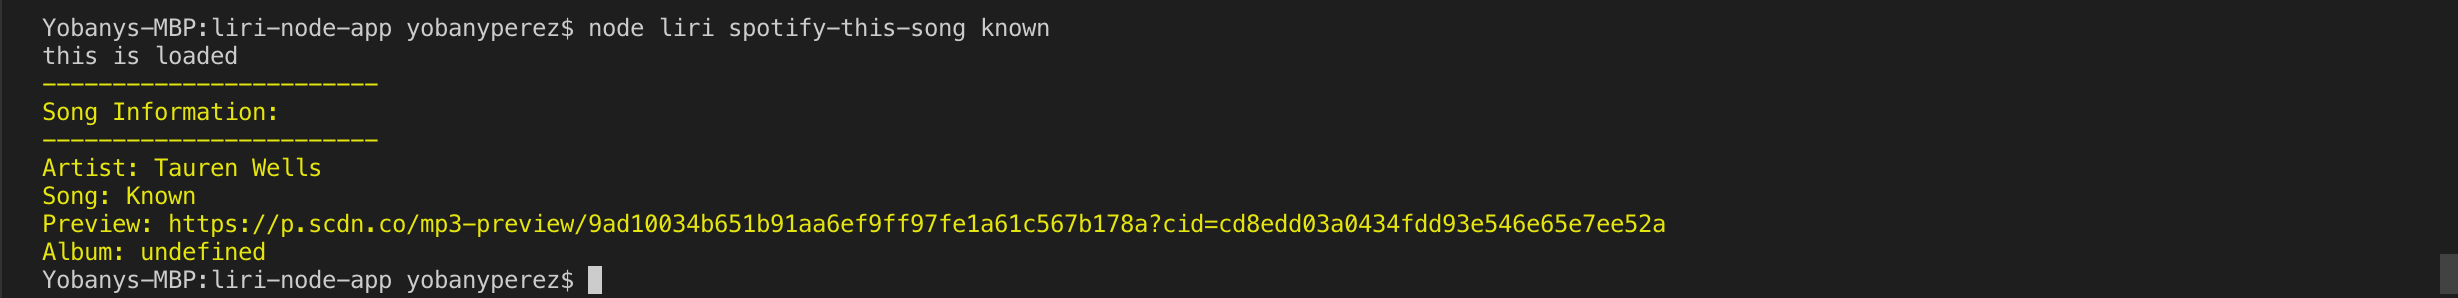 Yobanys-MBP:liri-node-app yobanyperez$ node liri spotify-this-song known
this is loaded
------------------------
Song Information:
------------------------
Artist: Tauren Wells
Song: Known
Preview: https://p.scdn.co/mp3-preview/9ad10034b651b91aa6ef9ff97fe1a61c567b178a?cid=cd8edd03a0434fdd93e546e65e7ee52a
Album: undefined
Yobanys-MBP:liri-node-app yobanyperez$